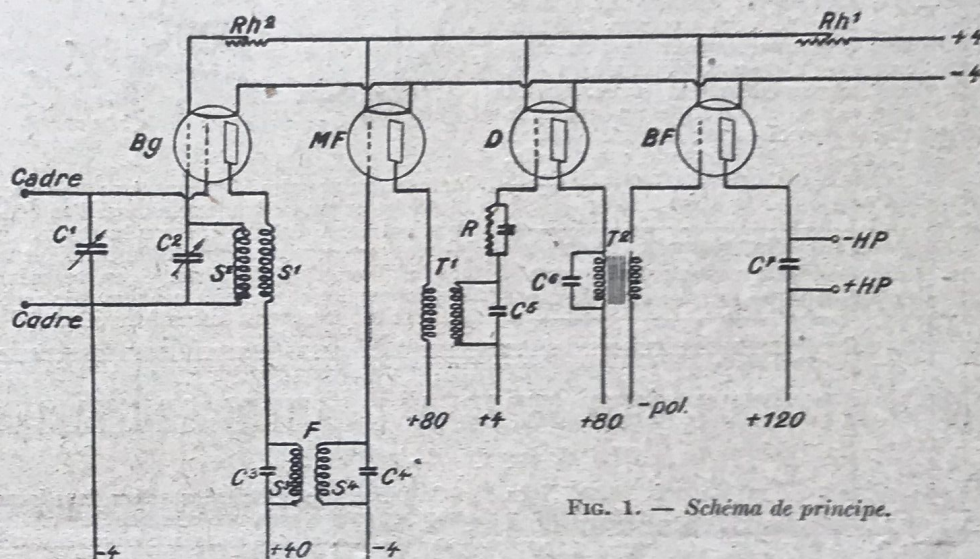 Rh²
Rh¹
+4
-4
Bg
MF
D
BF
Cadre
C¹
C²
S²
S¹
R
T¹
C⁵
C⁶
T²
C⁷
-HP
+HP
Cadre
+80
+4
+80
-pol.
+120
F
C³
S³
S⁴
C⁴
FIG. 1. — Schéma de principe.
-4
+40
-4